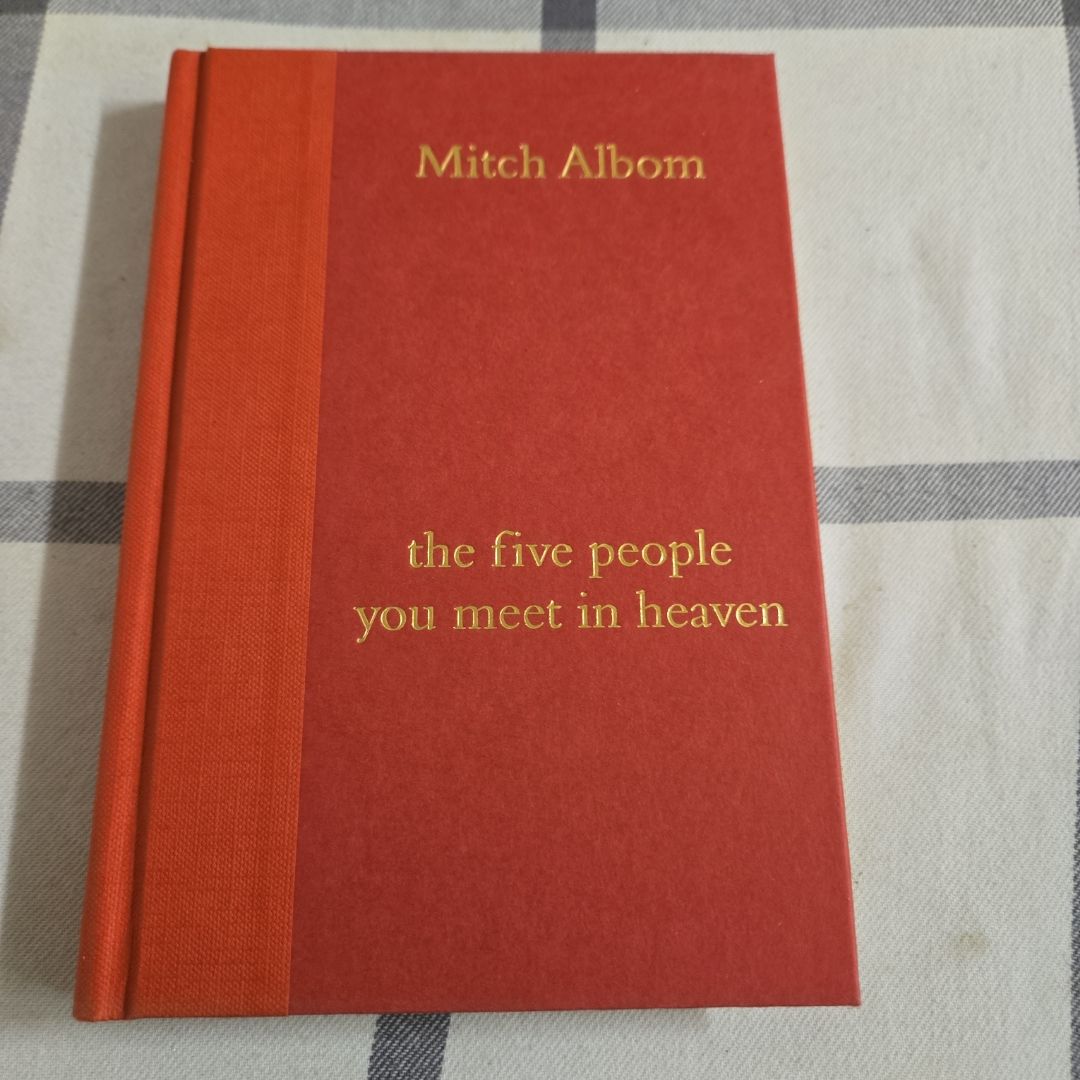 Mitch Albom
the five people
you meet in heaven